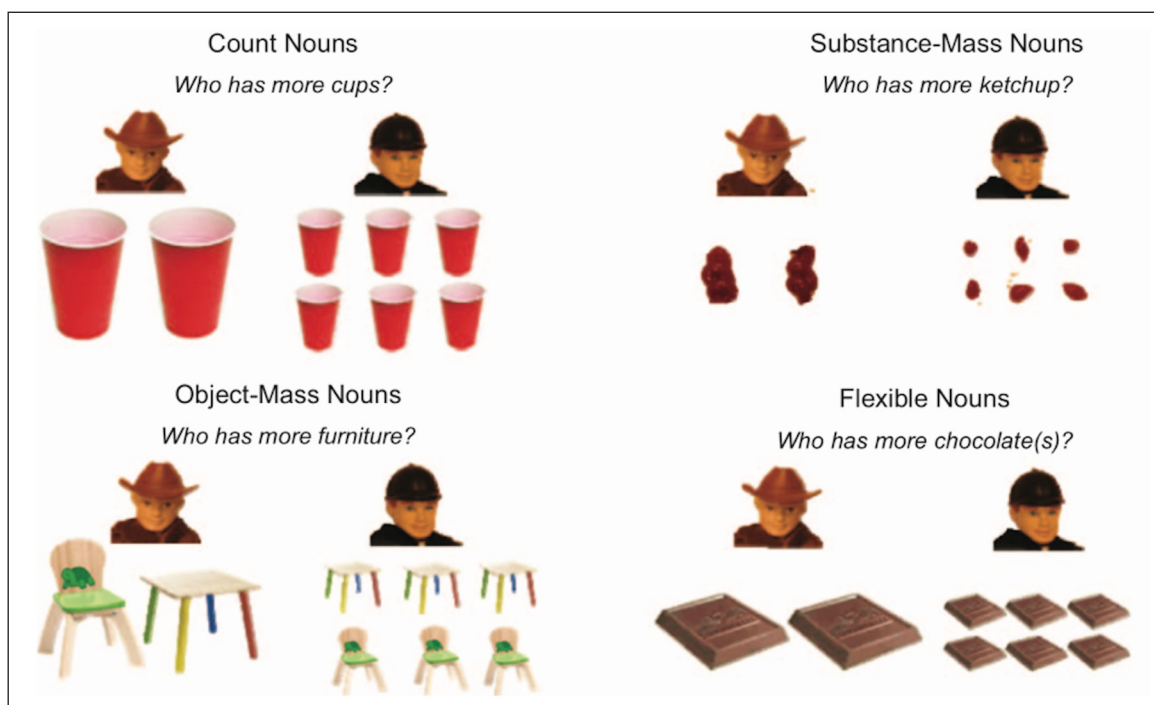 Count Nouns
Who has more cups?
Substance-Mass Nouns
Who has more ketchup?
Object-Mass Nouns
Who has more furniture?
Flexible Nouns
Who has more chocolate(s)?